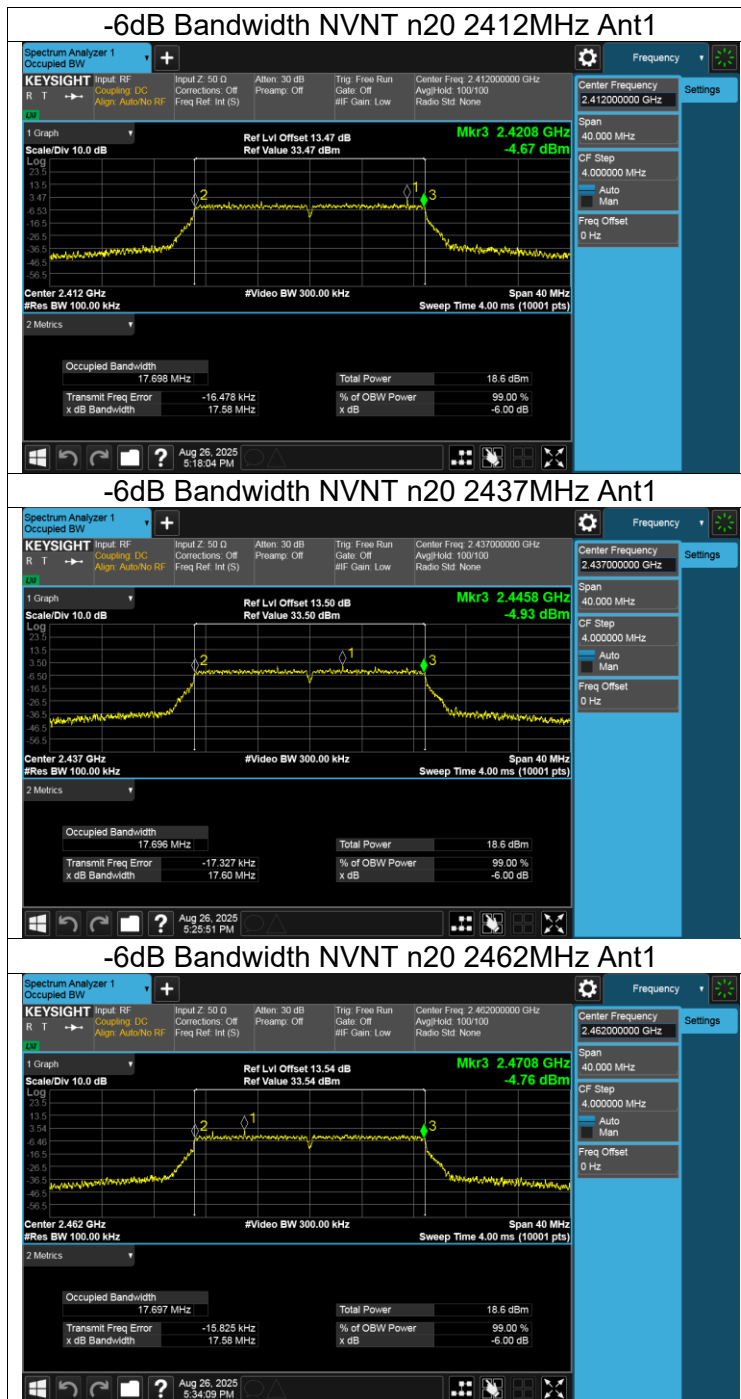 -6dB Bandwidth NVNT n20 2412MHz Ant1
Spectrum Analyzer 1
Occupied BW
Frequency
KEYSIGHT Input: RF Input Z: 50 Ω Atten: 30 dB Trig: Free Run Center Freq: 2.412000000 GHz
R T Coupling: DC Corrections: Off Preamp: Off Gate: Off Avg|Hold: 100/100
Align: Auto/No RF Freq Ref: Int (S) #IF Gain: Low Radio Std: None
LXI
Center Frequency
2.412000000 GHz
Settings
Span
40.000 MHz
CF Step
4.000000 MHz
Auto
Man
Freq Offset
0 Hz
1 Graph
Ref Lvl Offset 13.47 dB
Mkr3 2.4208 GHz
Scale/Div 10.0 dB
Ref Value 33.47 dBm
-4.67 dBm
Log
23.5
13.5
3.47
-6.53
-16.5
-26.5
-36.5
-46.5
-56.5
2
1
3
Center 2.412 GHz #Video BW 300.00 kHz Span 40 MHz
#Res BW 100.00 kHz Sweep Time 4.00 ms (10001 pts)
2 Metrics
Occupied Bandwidth
17.698 MHz
Total Power 18.6 dBm
Transmit Freq Error -16.478 kHz % of OBW Power 99.00 %
x dB Bandwidth 17.58 MHz x dB -6.00 dB
?
Aug 26, 2025
5:18:04 PM
-6dB Bandwidth NVNT n20 2437MHz Ant1
Spectrum Analyzer 1
Occupied BW
Frequency
KEYSIGHT Input: RF Input Z: 50 Ω Atten: 30 dB Trig: Free Run Center Freq: 2.437000000 GHz
R T Coupling: DC Corrections: Off Preamp: Off Gate: Off Avg|Hold: 100/100
Align: Auto/No RF Freq Ref: Int (S) #IF Gain: Low Radio Std: None
LXI
Center Frequency
2.437000000 GHz
Settings
Span
40.000 MHz
CF Step
4.000000 MHz
Auto
Man
Freq Offset
0 Hz
1 Graph
Ref Lvl Offset 13.50 dB
Mkr3 2.4458 GHz
Scale/Div 10.0 dB
Ref Value 33.50 dBm
-4.93 dBm
Log
23.5
13.5
3.50
-6.50
-16.5
-26.5
-36.5
-46.5
-56.5
2
1
3
Center 2.437 GHz #Video BW 300.00 kHz Span 40 MHz
#Res BW 100.00 kHz Sweep Time 4.00 ms (10001 pts)
2 Metrics
Occupied Bandwidth
17.696 MHz
Total Power 18.6 dBm
Transmit Freq Error -17.327 kHz % of OBW Power 99.00 %
x dB Bandwidth 17.60 MHz x dB -6.00 dB
?
Aug 26, 2025
5:25:51 PM
-6dB Bandwidth NVNT n20 2462MHz Ant1
Spectrum Analyzer 1
Occupied BW
Frequency
KEYSIGHT Input: RF Input Z: 50 Ω Atten: 30 dB Trig: Free Run Center Freq: 2.462000000 GHz
R T Coupling: DC Corrections: Off Preamp: Off Gate: Off Avg|Hold: 100/100
Align: Auto/No RF Freq Ref: Int (S) #IF Gain: Low Radio Std: None
LXI
Center Frequency
2.462000000 GHz
Settings
Span
40.000 MHz
CF Step
4.000000 MHz
Auto
Man
Freq Offset
0 Hz
1 Graph
Ref Lvl Offset 13.54 dB
Mkr3 2.4708 GHz
Scale/Div 10.0 dB
Ref Value 33.54 dBm
-4.76 dBm
Log
23.5
13.5
3.54
-6.46
-16.5
-26.5
-36.5
-46.5
-56.5
2
1
3
Center 2.462 GHz #Video BW 300.00 kHz Span 40 MHz
#Res BW 100.00 kHz Sweep Time 4.00 ms (10001 pts)
2 Metrics
Occupied Bandwidth
17.697 MHz
Total Power 18.6 dBm
Transmit Freq Error -15.825 kHz % of OBW Power 99.00 %
x dB Bandwidth 17.58 MHz x dB -6.00 dB
?
Aug 26, 2025
5:34:09 PM